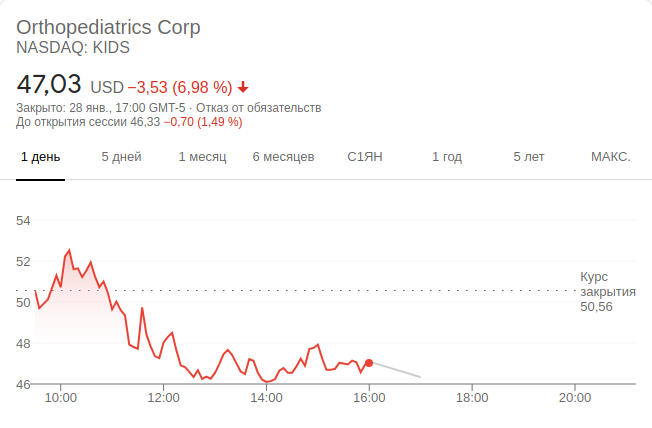 Orthopediatrics Corp
NASDAQ: KIDS
47,03 USD −3,53 (6,98 %)
Закрыто: 28 янв., 17:00 GMT-5 · Отказ от обязательств
До открытия сессии 46,33 −0,70 (1,49 %)
1 день 5 дней 1 месяц 6 месяцев С1ЯН 1 год 5 лет МАКС.
54
52
50
48
46
Курс
закрытия
50,56
10:00 12:00 14:00 16:00 18:00 20:00